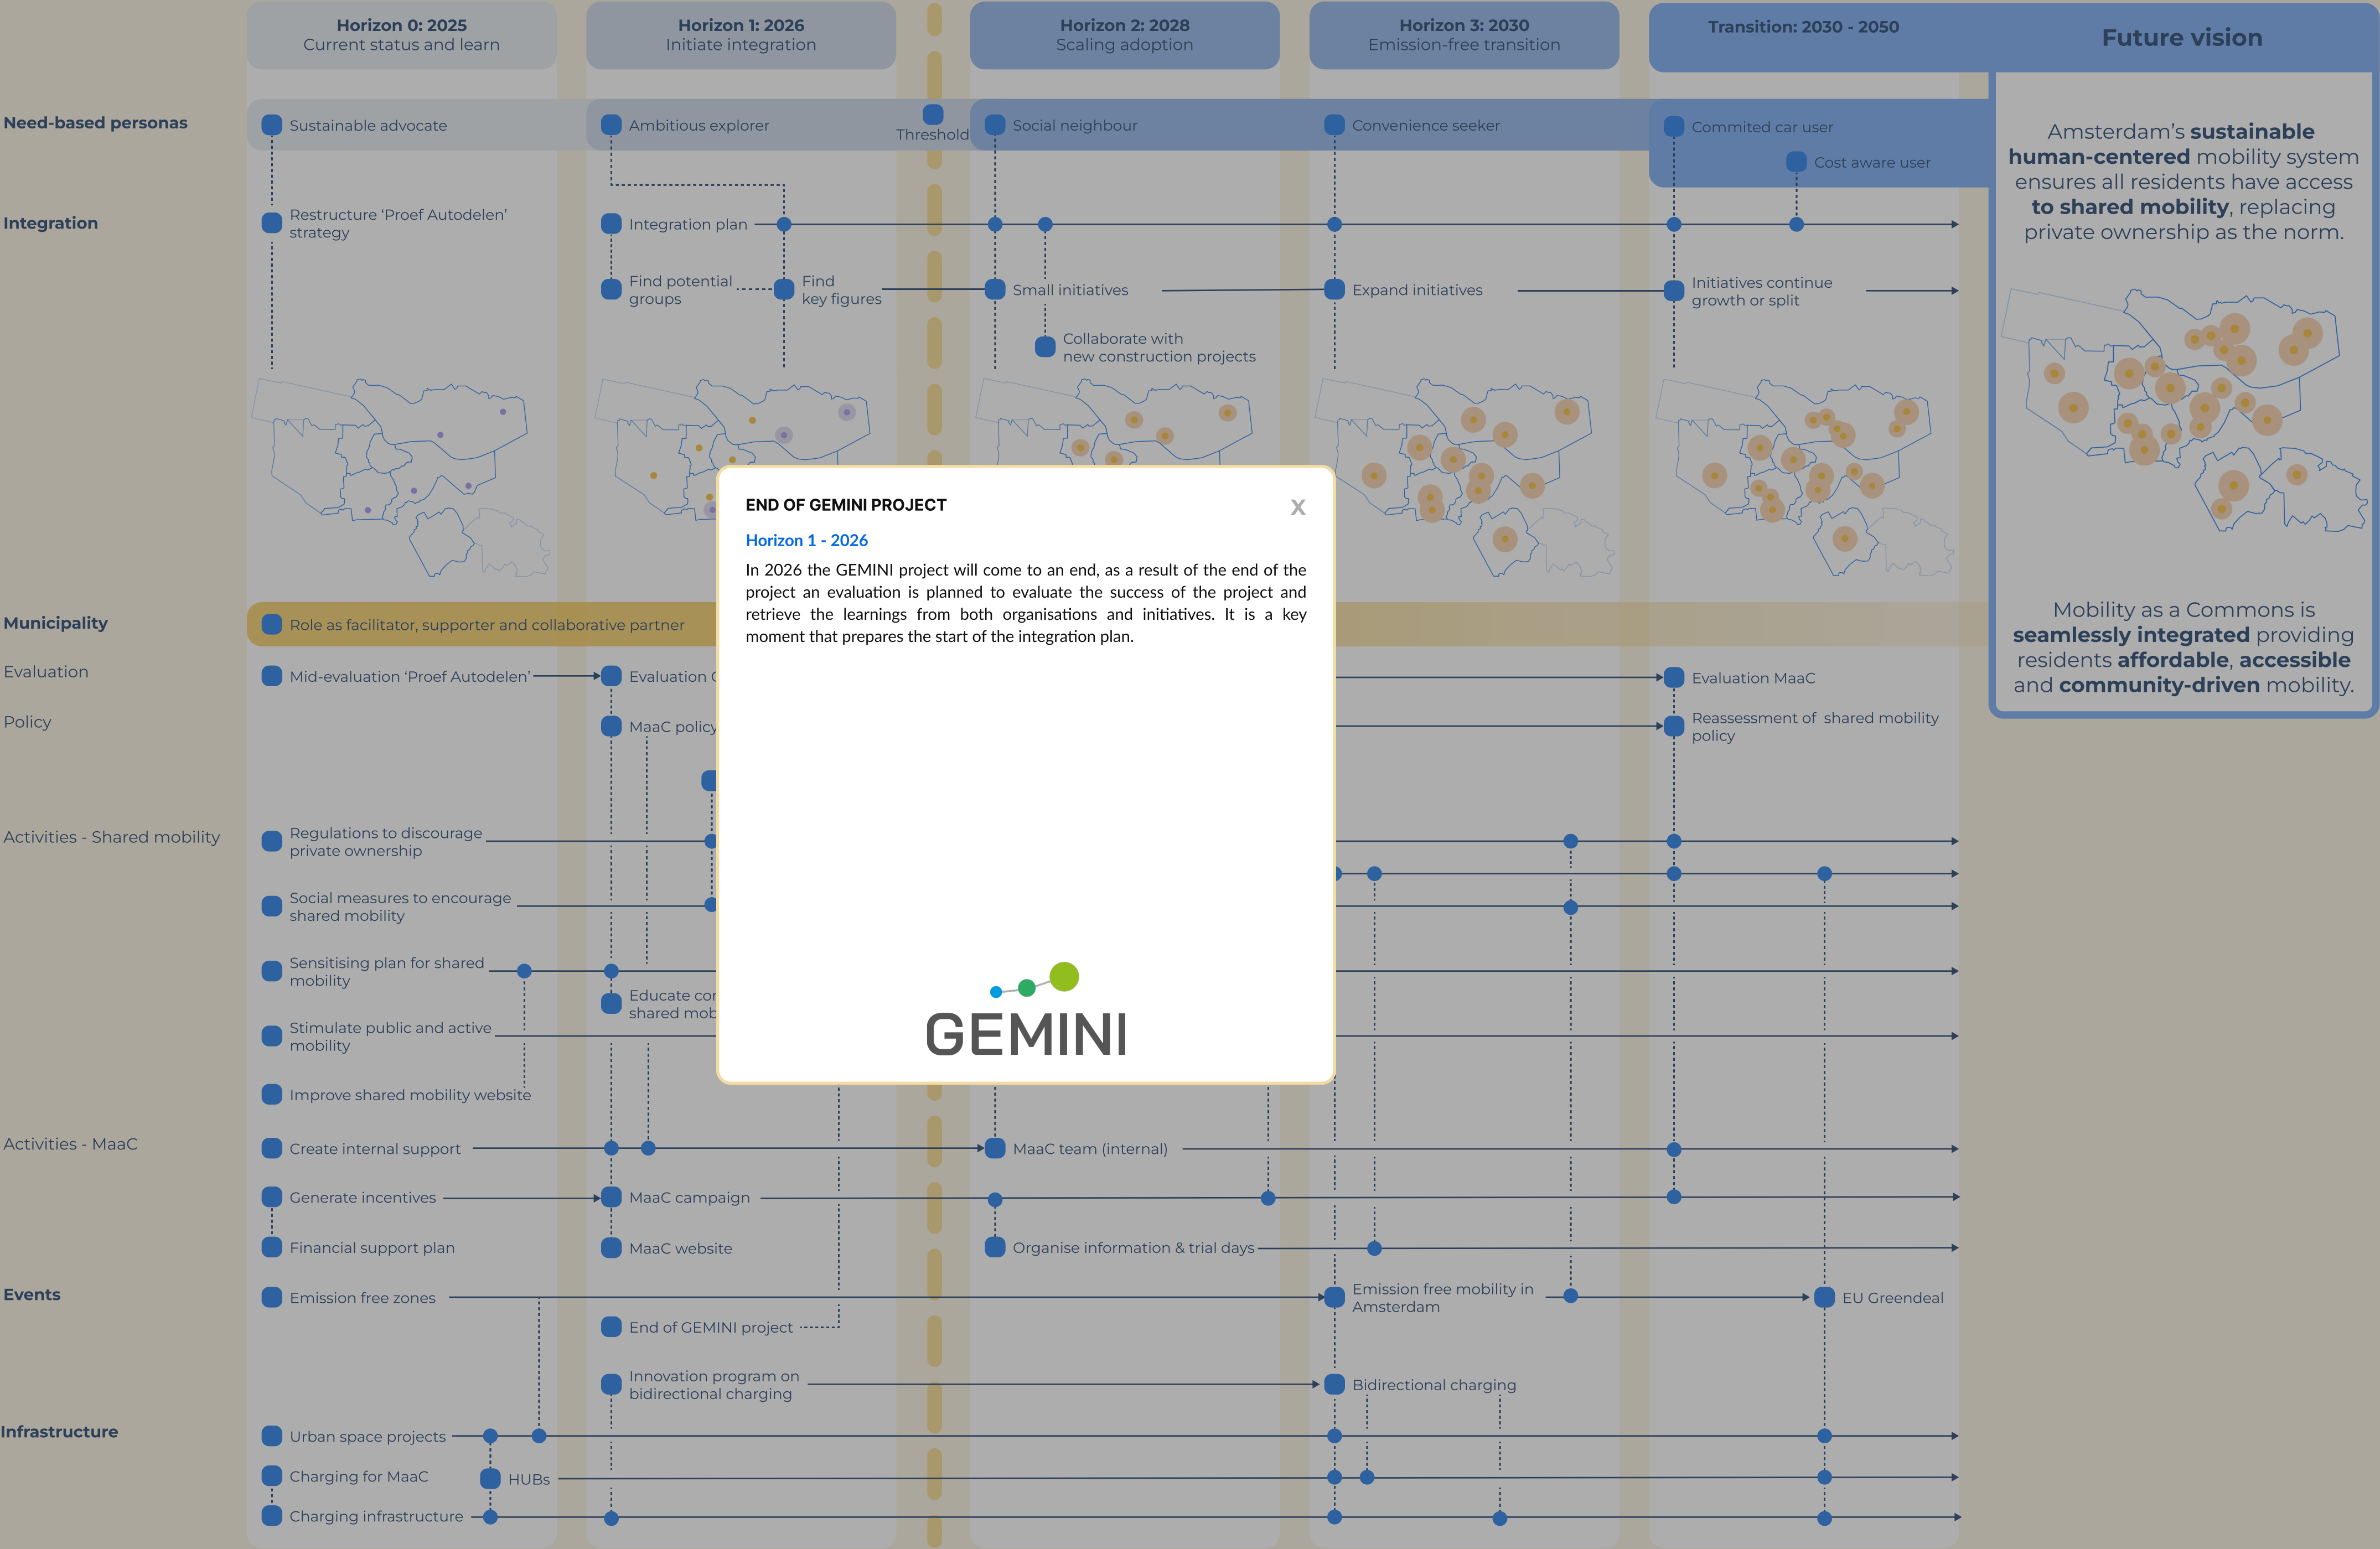 Horizon 0: 2025
Current status and learn
Horizon 1: 2026
Initiate integration
Horizon 2: 2028
Scaling adoption
Horizon 3: 2030
Emission-free transition
Transition: 2030 - 2050
Future vision
Need-based personas
Sustainable advocate
Ambitious explorer
Threshold
Social neighbour
Convenience seeker
Commited car user
Cost aware user
Amsterdam's sustainable
human-centered mobility system
ensures all residents have access
to shared mobility, replacing
private ownership as the norm.
Integration
Restructure 'Proef Autodelen'
strategy
Integration plan
Find potential
groups
Find
key figures
Small initiatives
Expand initiatives
Initiatives continue
growth or split
Collaborate with
new construction projects
END OF GEMINI PROJECT
X
Horizon 1 - 2026
In 2026 the GEMINI project will come to an end, as a result of the end of the
project an evaluation is planned to evaluate the success of the project and
retrieve the learnings from both organisations and initiatives. It is a key
moment that prepares the start of the integration plan.
GEMINI
Mobility as a Commons is
seamlessly integrated providing
residents affordable, accessible
and community-driven mobility.
Municipality
Role as facilitator, supporter and collaborative partner
Evaluation
Mid-evaluation 'Proef Autodelen'
Evaluation
Evaluation MaaC
Policy
MaaC policy
Reassessment of shared mobility
policy
Activities - Shared mobility
Regulations to discourage
private ownership
Social measures to encourage
shared mobility
Sensitising plan for shared
mobility
Educate
shared
Stimulate public and active
mobility
Improve shared mobility website
Activities - MaaC
Create internal support
MaaC team (internal)
Generate incentives
MaaC campaign
Financial support plan
MaaC website
Organise information & trial days
Events
Emission free zones
Emission free mobility in
Amsterdam
EU Greendeal
End of GEMINI project
Innovation program on
bidirectional charging
Bidirectional charging
Infrastructure
Urban space projects
Charging for MaaC
HUBs
Charging infrastructure